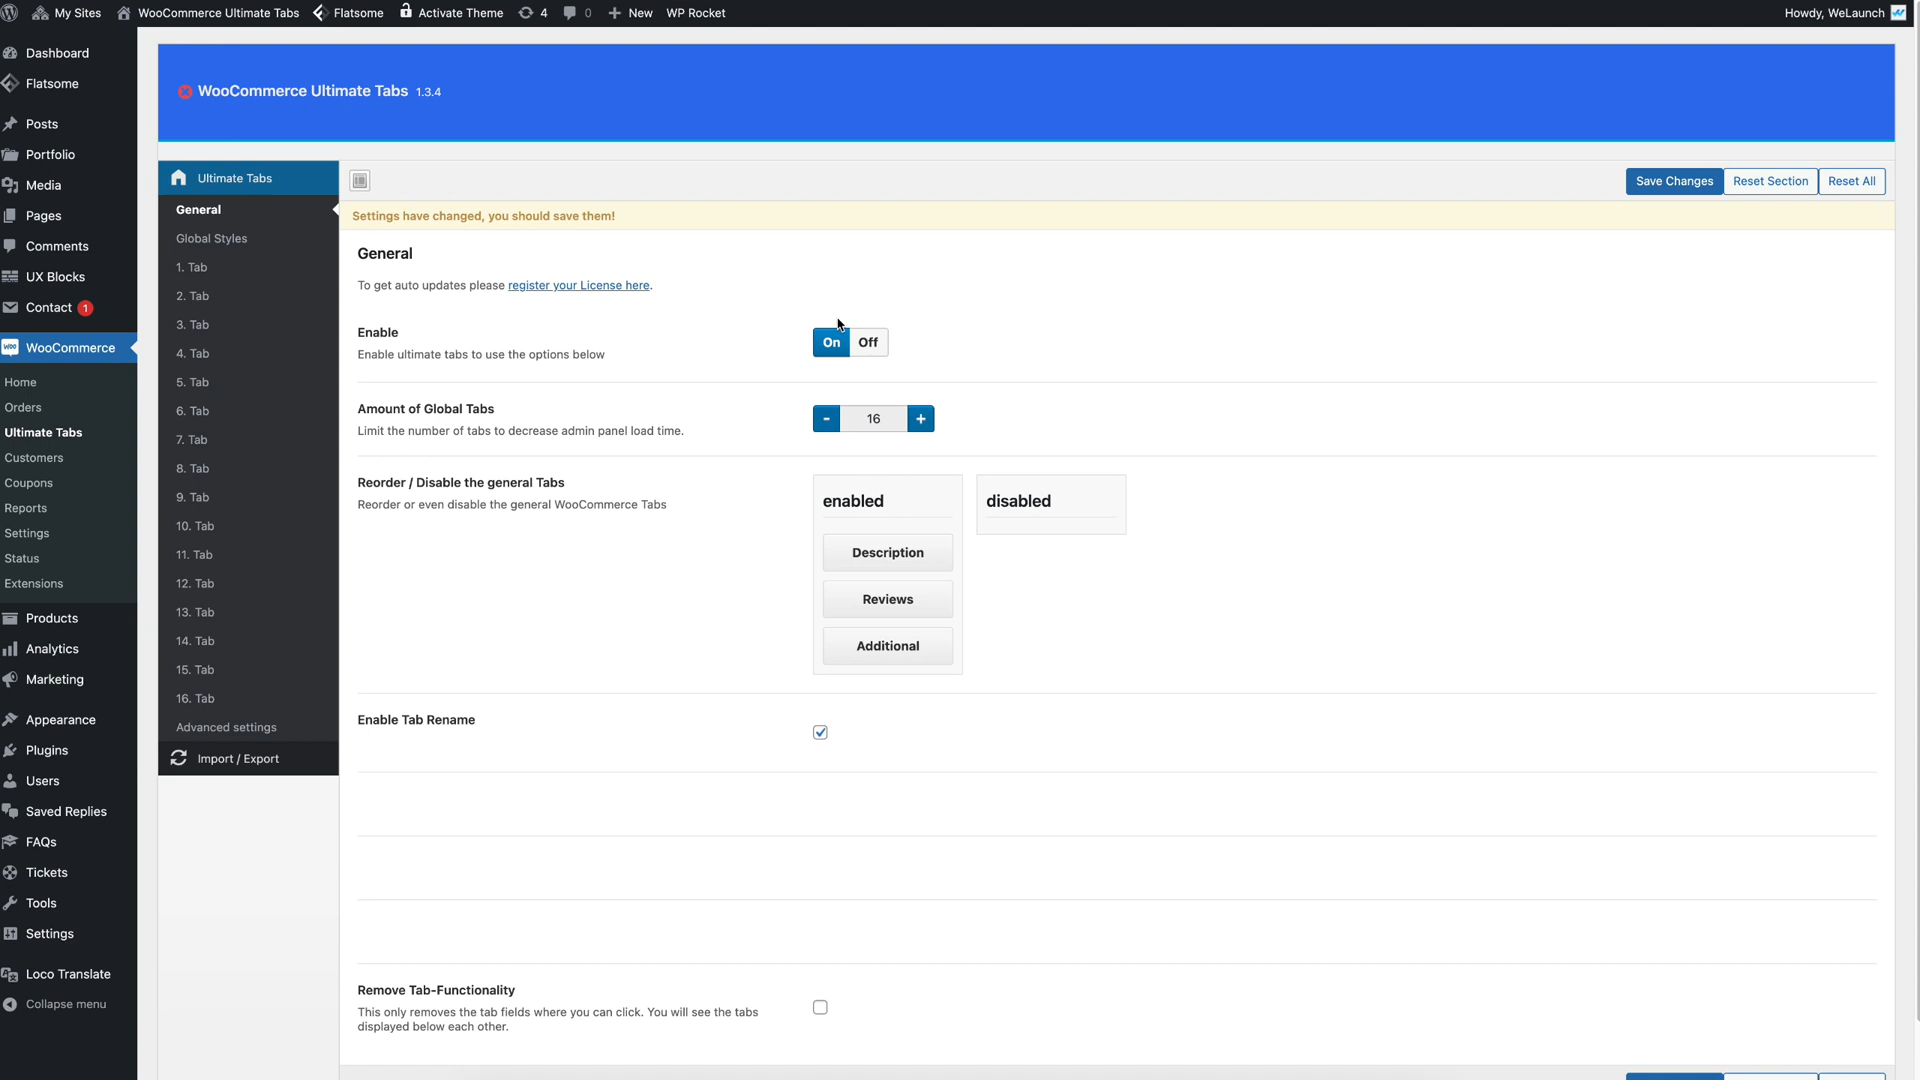 My Sites WooCommerce Ultimate Tabs Flatsome Activate Theme 4 0 New WP Rocket Howdy, WeLaunch
Dashboard
Flatsome
Posts
Portfolio
Media
Pages
Comments
UX Blocks
Contact 1
WooCommerce
Home
Orders
Ultimate Tabs
Customers
Coupons
Reports
Settings
Status
Extensions
Products
Analytics
Marketing
Appearance
Plugins
Users
Saved Replies
FAQs
Tickets
Tools
Settings
Loco Translate
Collapse menu
WooCommerce Ultimate Tabs 1.3.4
Ultimate Tabs
General
Global Styles
1. Tab
2. Tab
3. Tab
4. Tab
5. Tab
6. Tab
7. Tab
8. Tab
9. Tab
10. Tab
11. Tab
12. Tab
13. Tab
14. Tab
15. Tab
16. Tab
Advanced settings
Import / Export
Save Changes Reset Section Reset All
Settings have changed, you should save them!
General
To get auto updates please register your License here.
Enable
Enable ultimate tabs to use the options below
On Off
Amount of Global Tabs
Limit the number of tabs to decrease admin panel load time.
- 16 +
Reorder / Disable the general Tabs
Reorder or even disable the general WooCommerce Tabs
enabled
Description
Reviews
Additional
disabled
Enable Tab Rename
Remove Tab-Functionality
This only removes the tab fields where you can click. You will see the tabs
displayed below each other.